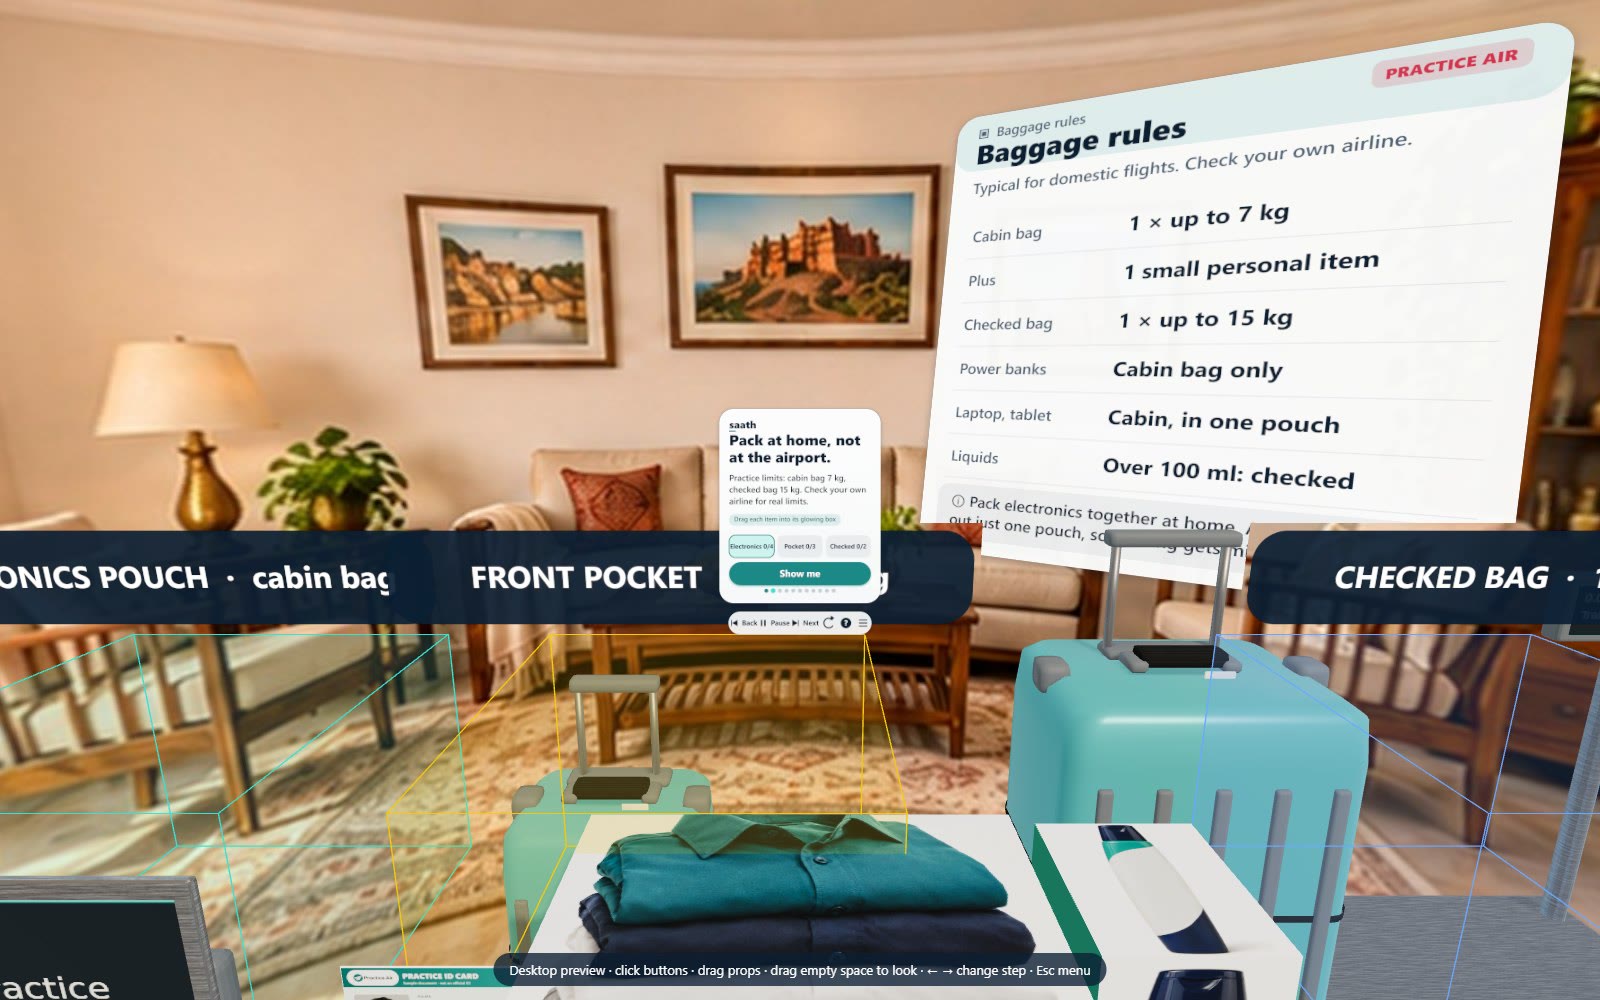 PRACTICE AIR
Baggage rules
Baggage rules
Typical for domestic flights. Check your own airline.
Cabin bag 1 × up to 7 kg
Plus 1 small personal item
Checked bag 1 × up to 15 kg
Power banks Cabin bag only
Laptop, tablet Cabin, in one pouch
Liquids Over 100 ml: checked
Pack electronics together at home.
out just one pouch,
saath
Pack at home, not
at the airport.
Practice limits: cabin bag 7 kg,
checked bag 15 kg. Check your own
airline for real limits.
Drag each item into its glowing box
Electronics 0/4 Pocket 0/3 Checked 0/2
Show me
Back Pause Next ?
ONICS POUCH · cabin bag
FRONT POCKET
CHECKED BAG ·
actice
Practice Air PRACTICE ID CARD
Desktop preview · click buttons · drag props · drag empty space to look · ← → change step · Esc menu